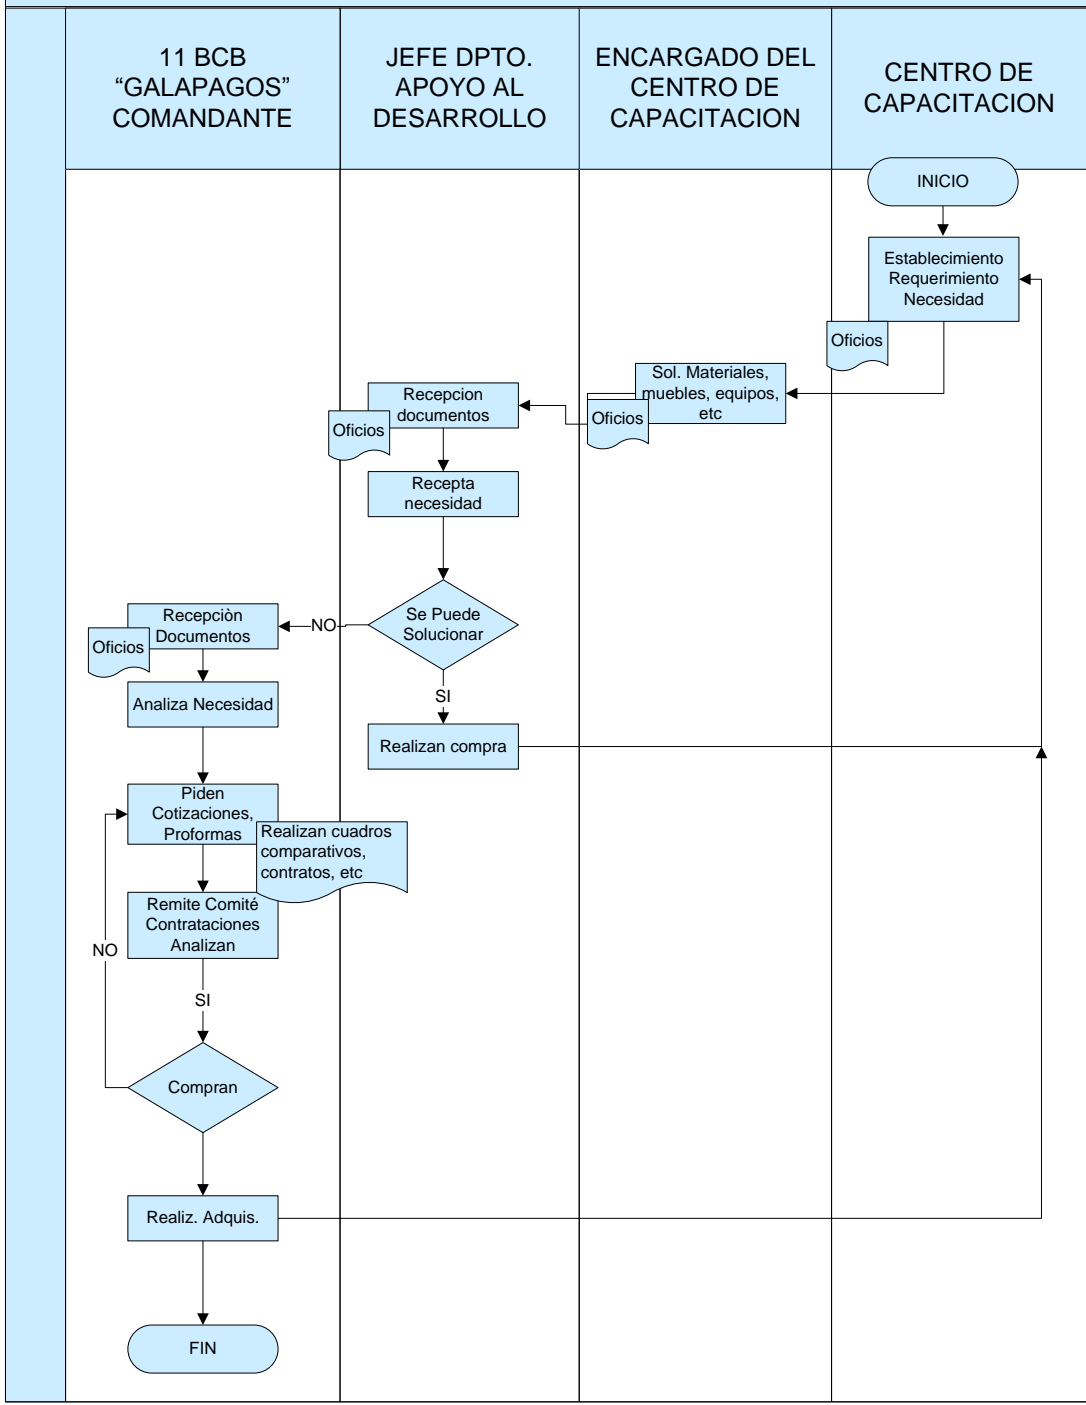 11 BCB
“GALAPAGOS”
COMANDANTE
JEFE DPTO.
APOYO AL
DESARROLLO
ENCARGADO DEL
CENTRO DE
CAPACITACION
CENTRO DE
CAPACITACION
INICIO
Establecimiento
Requerimiento
Necesidad
Oficios
Sol. Materiales,
muebles, equipos,
etc
Oficios
Recepcion
documentos
Oficios
Recepta
necesidad
Se Puede
Solucionar
NO
SI
Realizan compra
Recepciòn
Documentos
Oficios
Analiza Necesidad
Piden
Cotizaciones,
Proformas
Realizan cuadros
comparativos,
contratos, etc
Remite Comité
Contrataciones
Analizan
NO
SI
Compran
Realiz. Adquis.
FIN